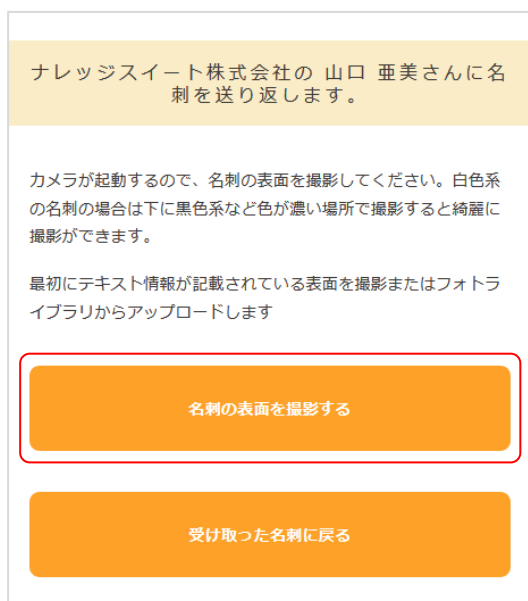 ナレッジスイート株式会社の 山口 亜美さんに名
刺を送り返します。
カメラが起動するので、名刺の表面を撮影してください。白色系
の名刺の場合は下に黒色系など色が濃い場所で撮影すると綺麗に
撮影ができます。
最初にテキスト情報が記載されている表面を撮影またはフォトラ
イブラリからアップロードします
名刺の表面を撮影する
受け取った名刺に戻る